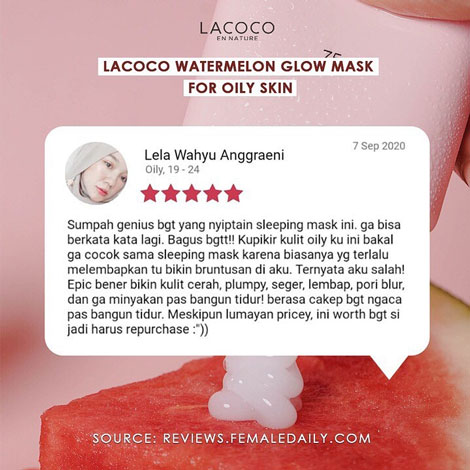 LACOCO
EN NATURE
LACOCO WATERMELON GLOW MASK
FOR OILY SKIN
Lela Wahyu Anggraeni
7 Sep 2020
Oily, 19 - 24
Sumpah genius bgt yang nyiptain sleeping mask ini. ga bisa
berkata kata lagi. Bagus bgtt!! Kupikir kulit oily ku ini bakal
ga cocok sama sleeping mask karena biasanya yg terlalu
melembapkan tu bikin bruntusan di aku. Ternyata aku salah!
Epic bener bikin kulit cerah, plumpy, seger, lembap, pori blur,
dan ga minyakan pas bangun tidur! berasa cakep bgt ngaca
pas bangun tidur. Meskipun lumayan pricey, ini worth bgt si
jadi harus repurchase :"))
SOURCE: REVIEWS.FEMALEDAILY.COM